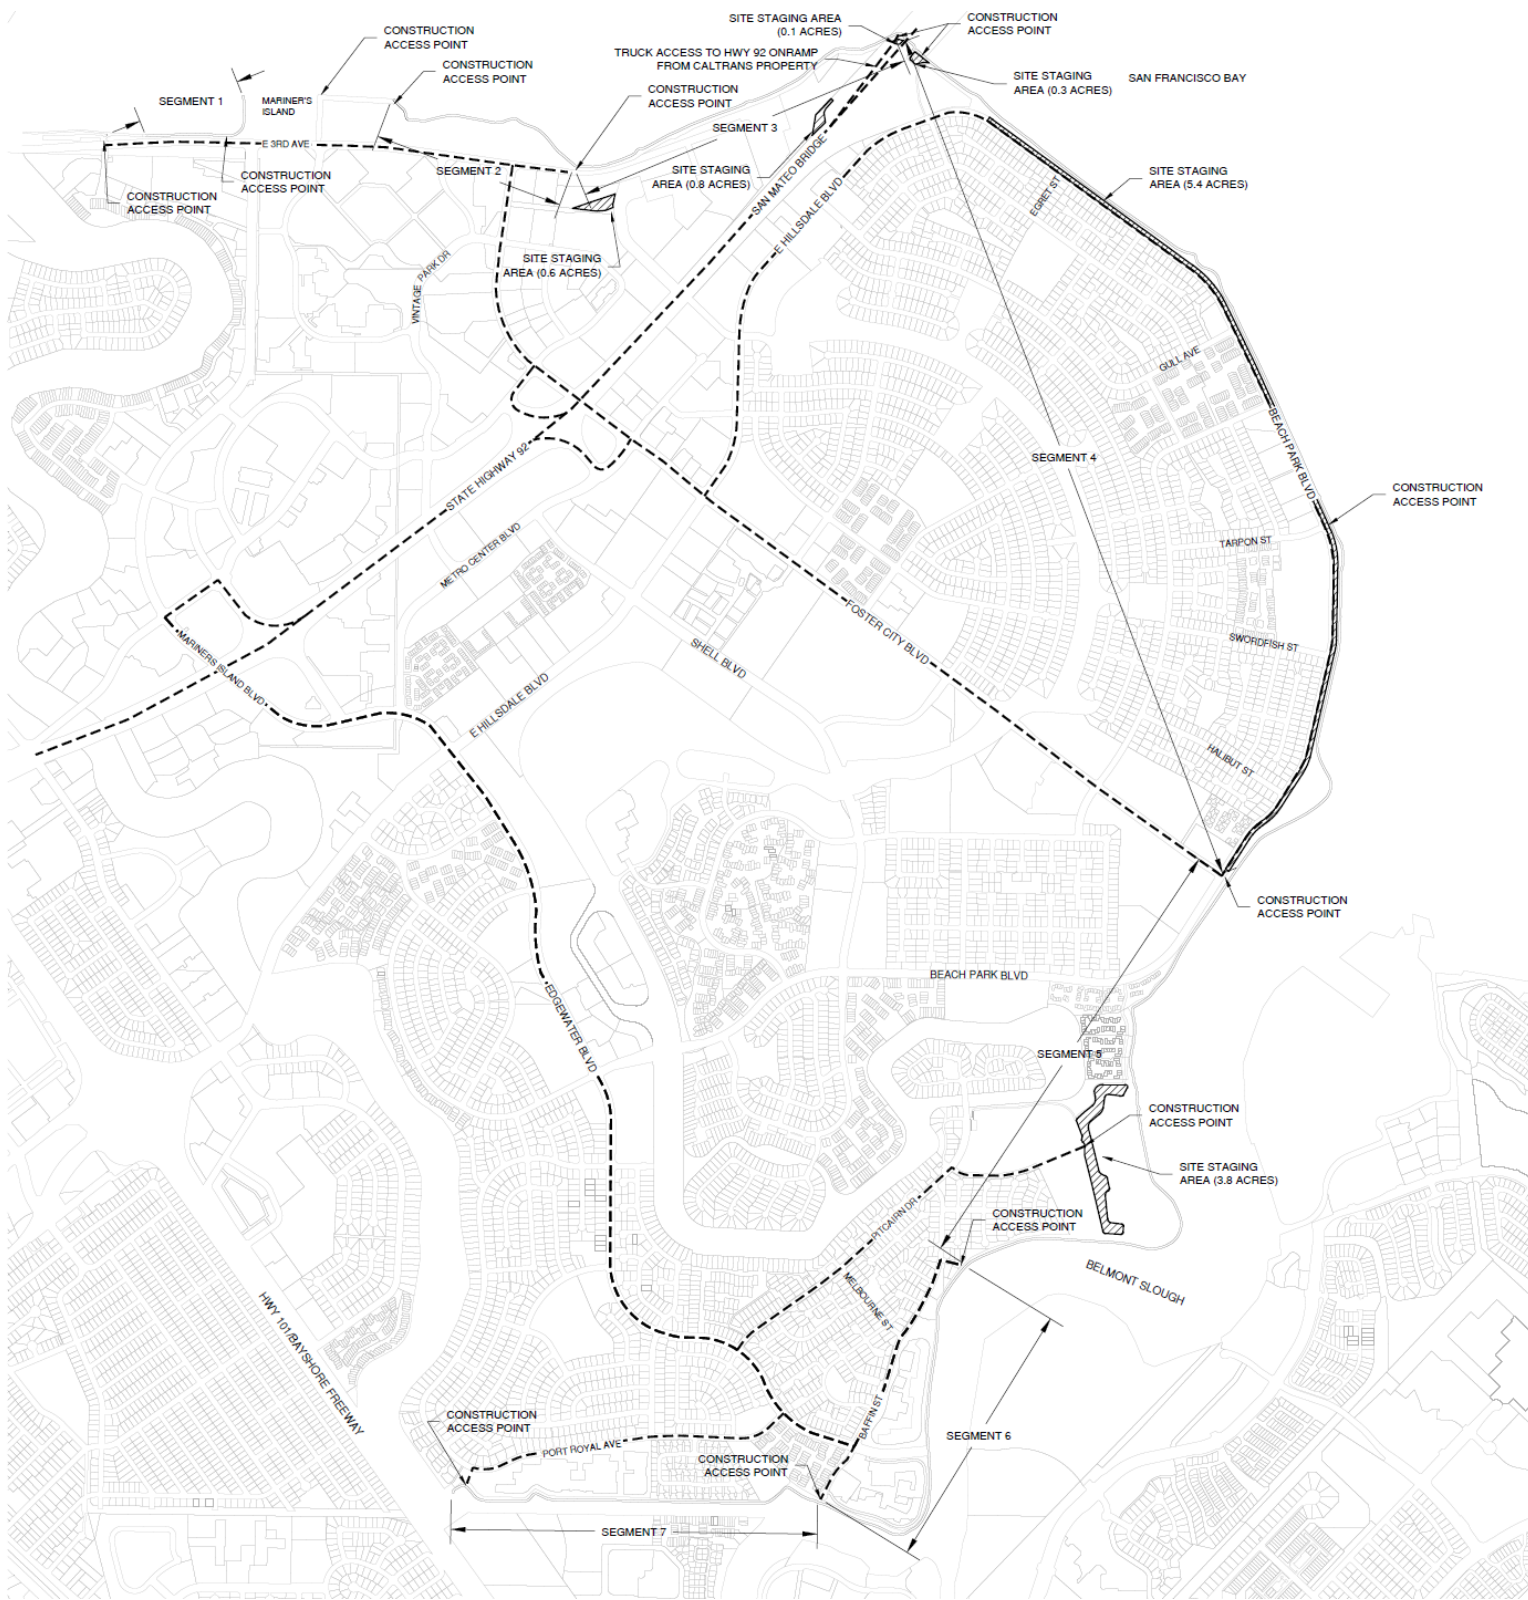 SITE STAGING AREA
(0.1 ACRES)
CONSTRUCTION
ACCESS POINT
CONSTRUCTION
ACCESS POINT
TRUCK ACCESS TO HWY 92 ONRAMP
FROM CALTRANS PROPERTY
CONSTRUCTION
ACCESS POINT
SITE STAGING
AREA (0.3 ACRES)
SAN FRANCISCO BAY
CONSTRUCTION
ACCESS POINT
SEGMENT 1
MARINER'S
ISLAND
SEGMENT 3
E 3RD AVE
SEGMENT 2
CONSTRUCTION
ACCESS POINT
CONSTRUCTION
ACCESS POINT
SITE STAGING
AREA (0.8 ACRES)
SAN MATEO BRIDGE
E HILLSDALE BLVD
EGRET ST
SITE STAGING
AREA (5.4 ACRES)
SITE STAGING
AREA (0.6 ACRES)
VINTAGE PARK DR
GULL AVE
BEACH PARK BLVD
SEGMENT 4
STATE HIGHWAY 92
CONSTRUCTION
ACCESS POINT
METRO CENTER BLVD
TARPON ST
FOSTER CITY BLVD
SHELL BLVD
SWORDFISH ST
MARINERS ISLAND BLVD
E HILLSDALE BLVD
HALIBUT ST
CONSTRUCTION
ACCESS POINT
BEACH PARK BLVD
EDGEWATER BLVD
SEGMENT 5
CONSTRUCTION
ACCESS POINT
SITE STAGING
AREA (3.8 ACRES)
PITCAIRN DR
CONSTRUCTION
ACCESS POINT
BELMONT SLOUGH
MELBOURNE ST
HWY 101/BAYSHORE FREEWAY
BAFFIN ST
CONSTRUCTION
ACCESS POINT
SEGMENT 6
PORT ROYAL AVE
CONSTRUCTION
ACCESS POINT
SEGMENT 7